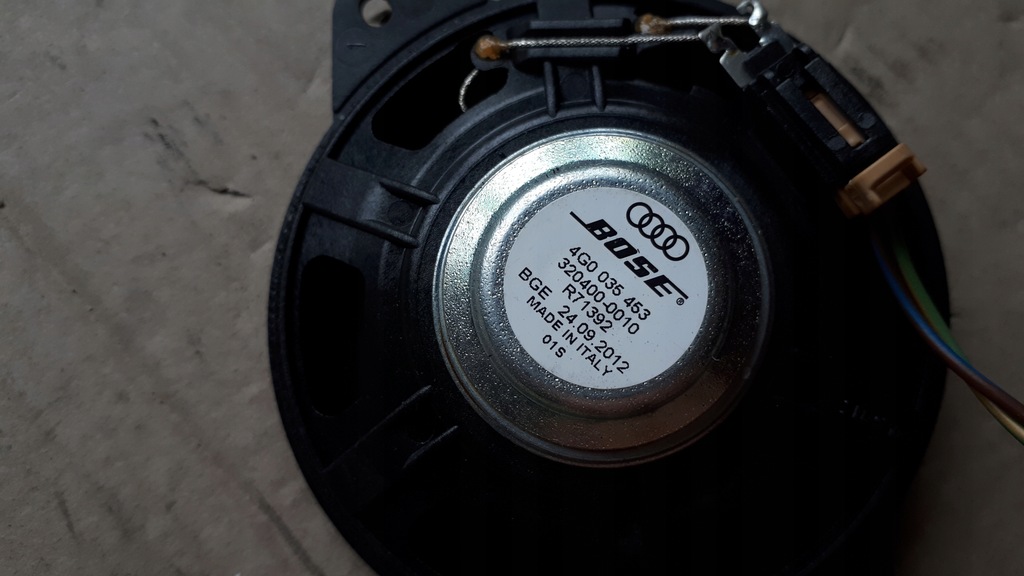 BOSE®
4G0 035 453
320400-0010
R71392
BGE 24.09.2012
MADE IN ITALY
01S